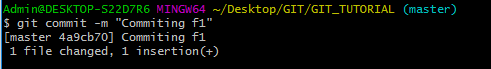 Admin@DESKTOP-S22D7R6 MINGW64 ~/Desktop/GIT/GIT_TUTORIAL (master)
$ git commit -m "Commiting f1"
[master 4a9cb70] Commiting f1
 1 file changed, 1 insertion(+)